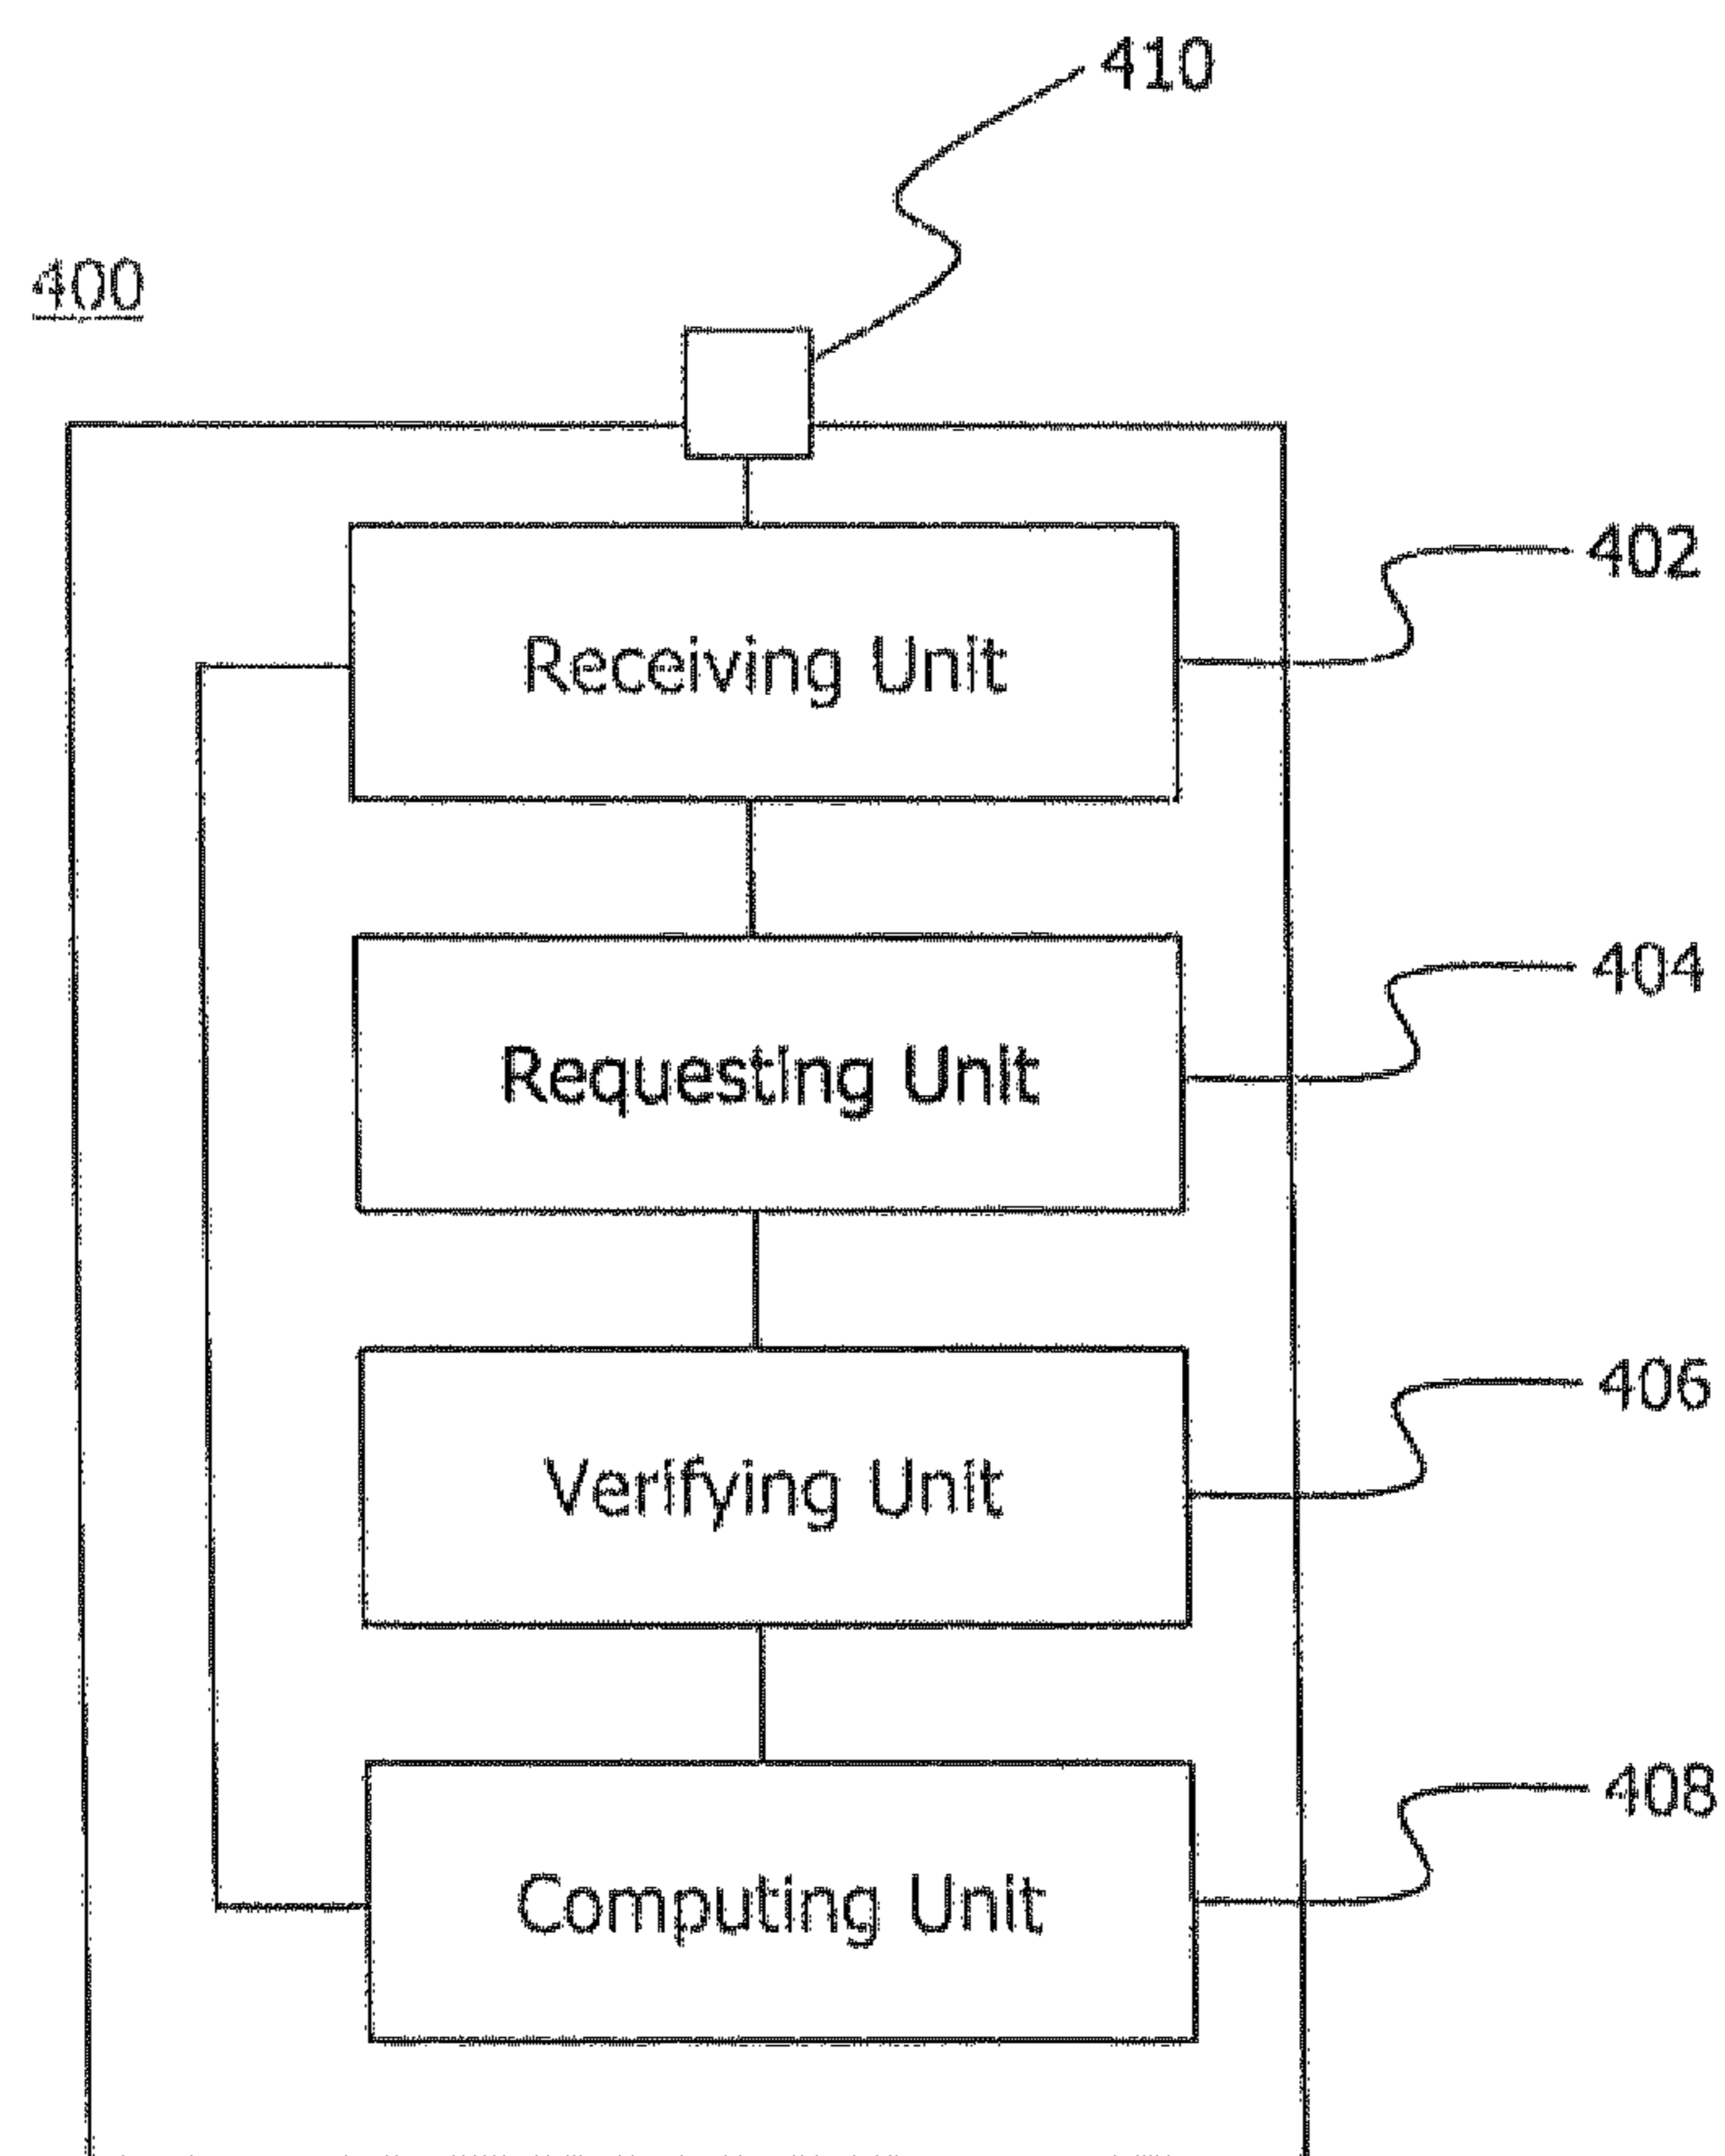 410
400
402
Receiving Unit
404
Requesting Unit
406
Verifying Unit
408
Computing Unit